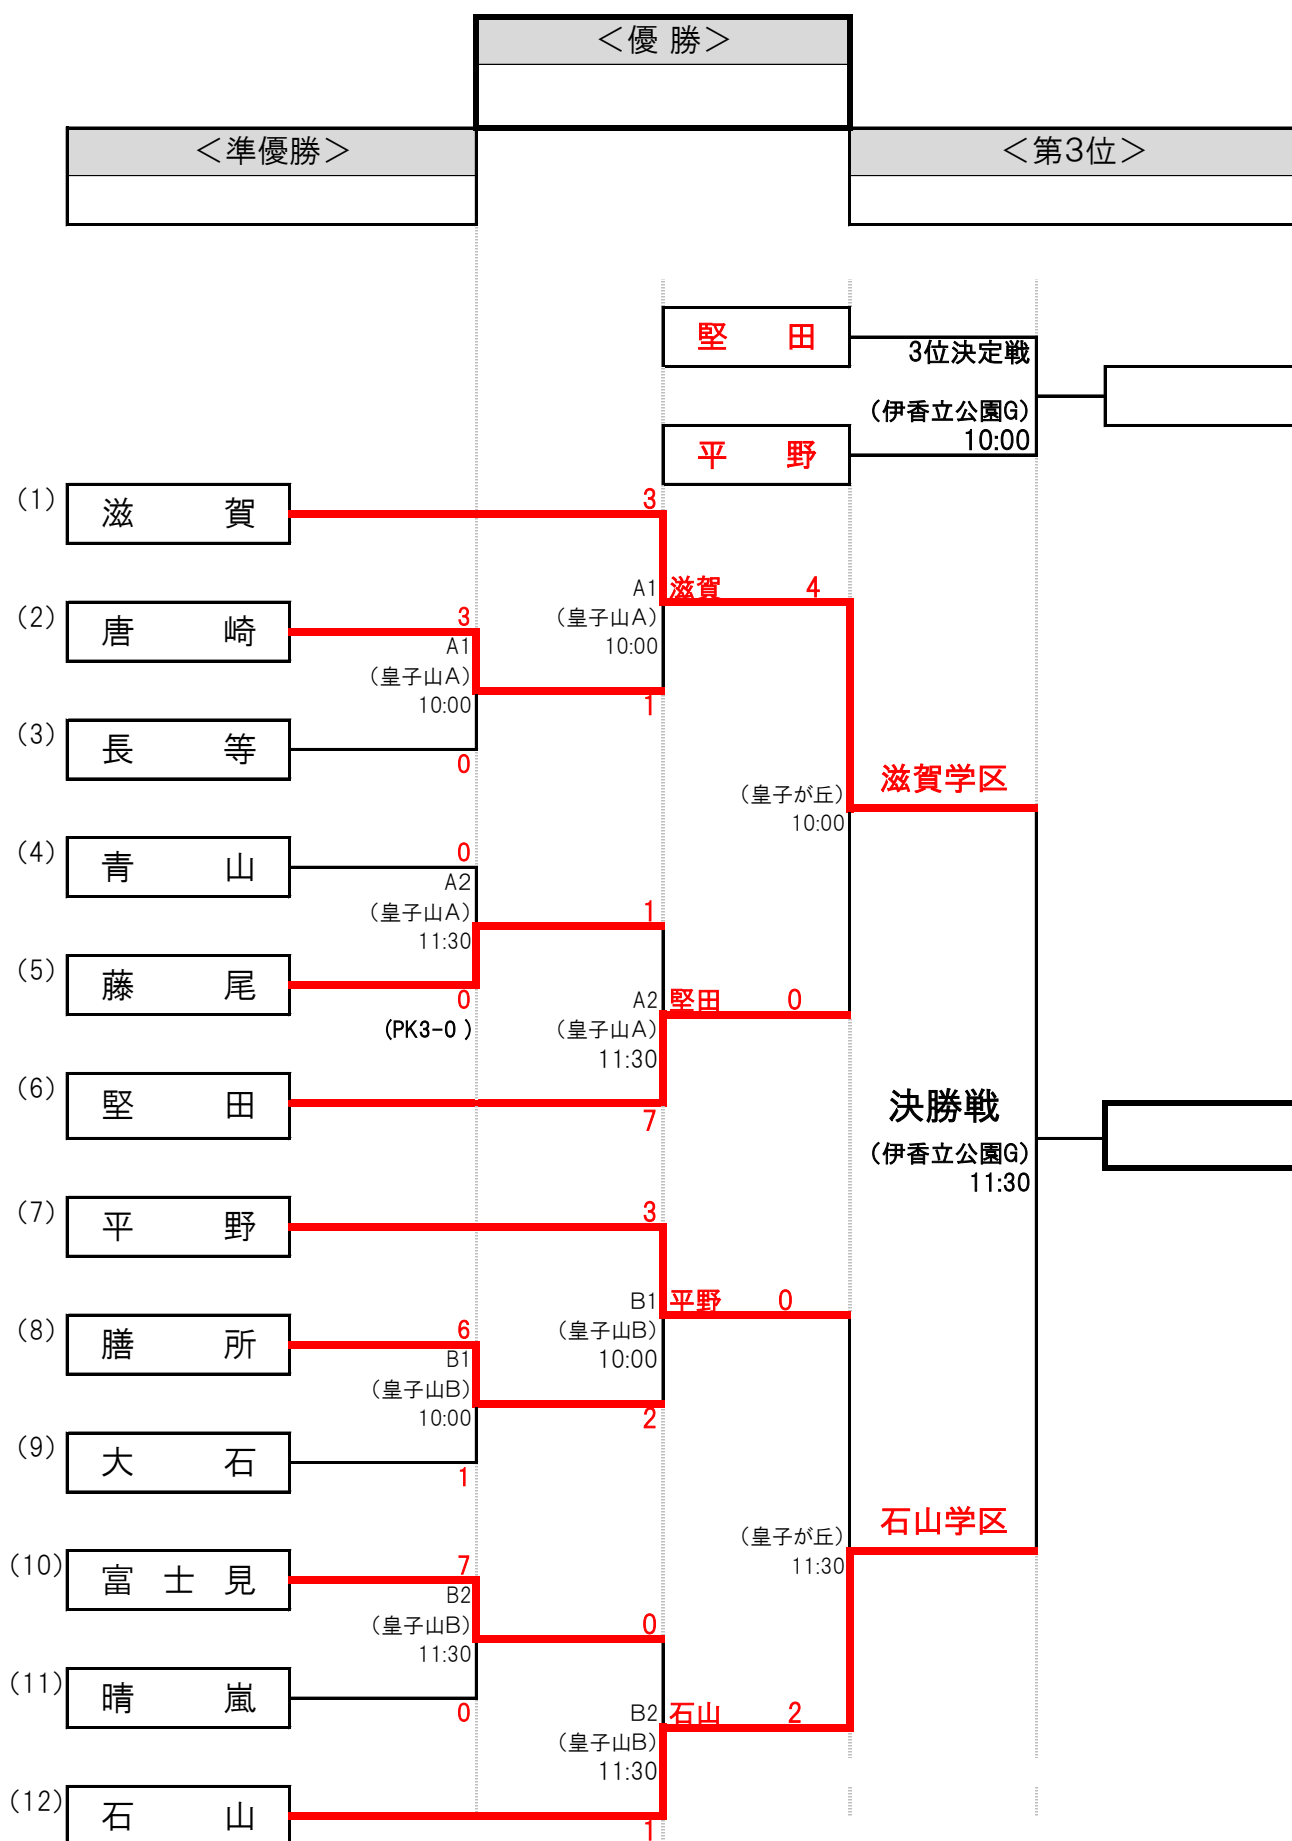 ＜優 勝＞
＜準優勝＞
＜第3位＞
堅 田
3位決定戦
(伊香立公園G)
10:00
平 野
(1)
滋 賀
3
A1
(皇子山A)
10:00
滋賀 4
(2)
唐 崎
3
A1
(皇子山A)
10:00
1
(3)
長 等
0
滋賀学区
(皇子が丘)
10:00
(4)
青 山
0
A2
(皇子山A)
11:30
1
(5)
藤 尾
0
(PK3-0 )
A2
(皇子山A)
11:30
堅田 0
(6)
堅 田
7
決勝戦
(伊香立公園G)
11:30
(7)
平 野
3
B1
(皇子山B)
10:00
平野 0
(8)
膳 所
6
B1
(皇子山B)
10:00
2
(9)
大 石
1
石山学区
(皇子が丘)
11:30
(10)
富 士 見
7
B2
(皇子山B)
11:30
0
(11)
晴 嵐
0
B2
(皇子山B)
11:30
石山 2
(12)
石 山
1